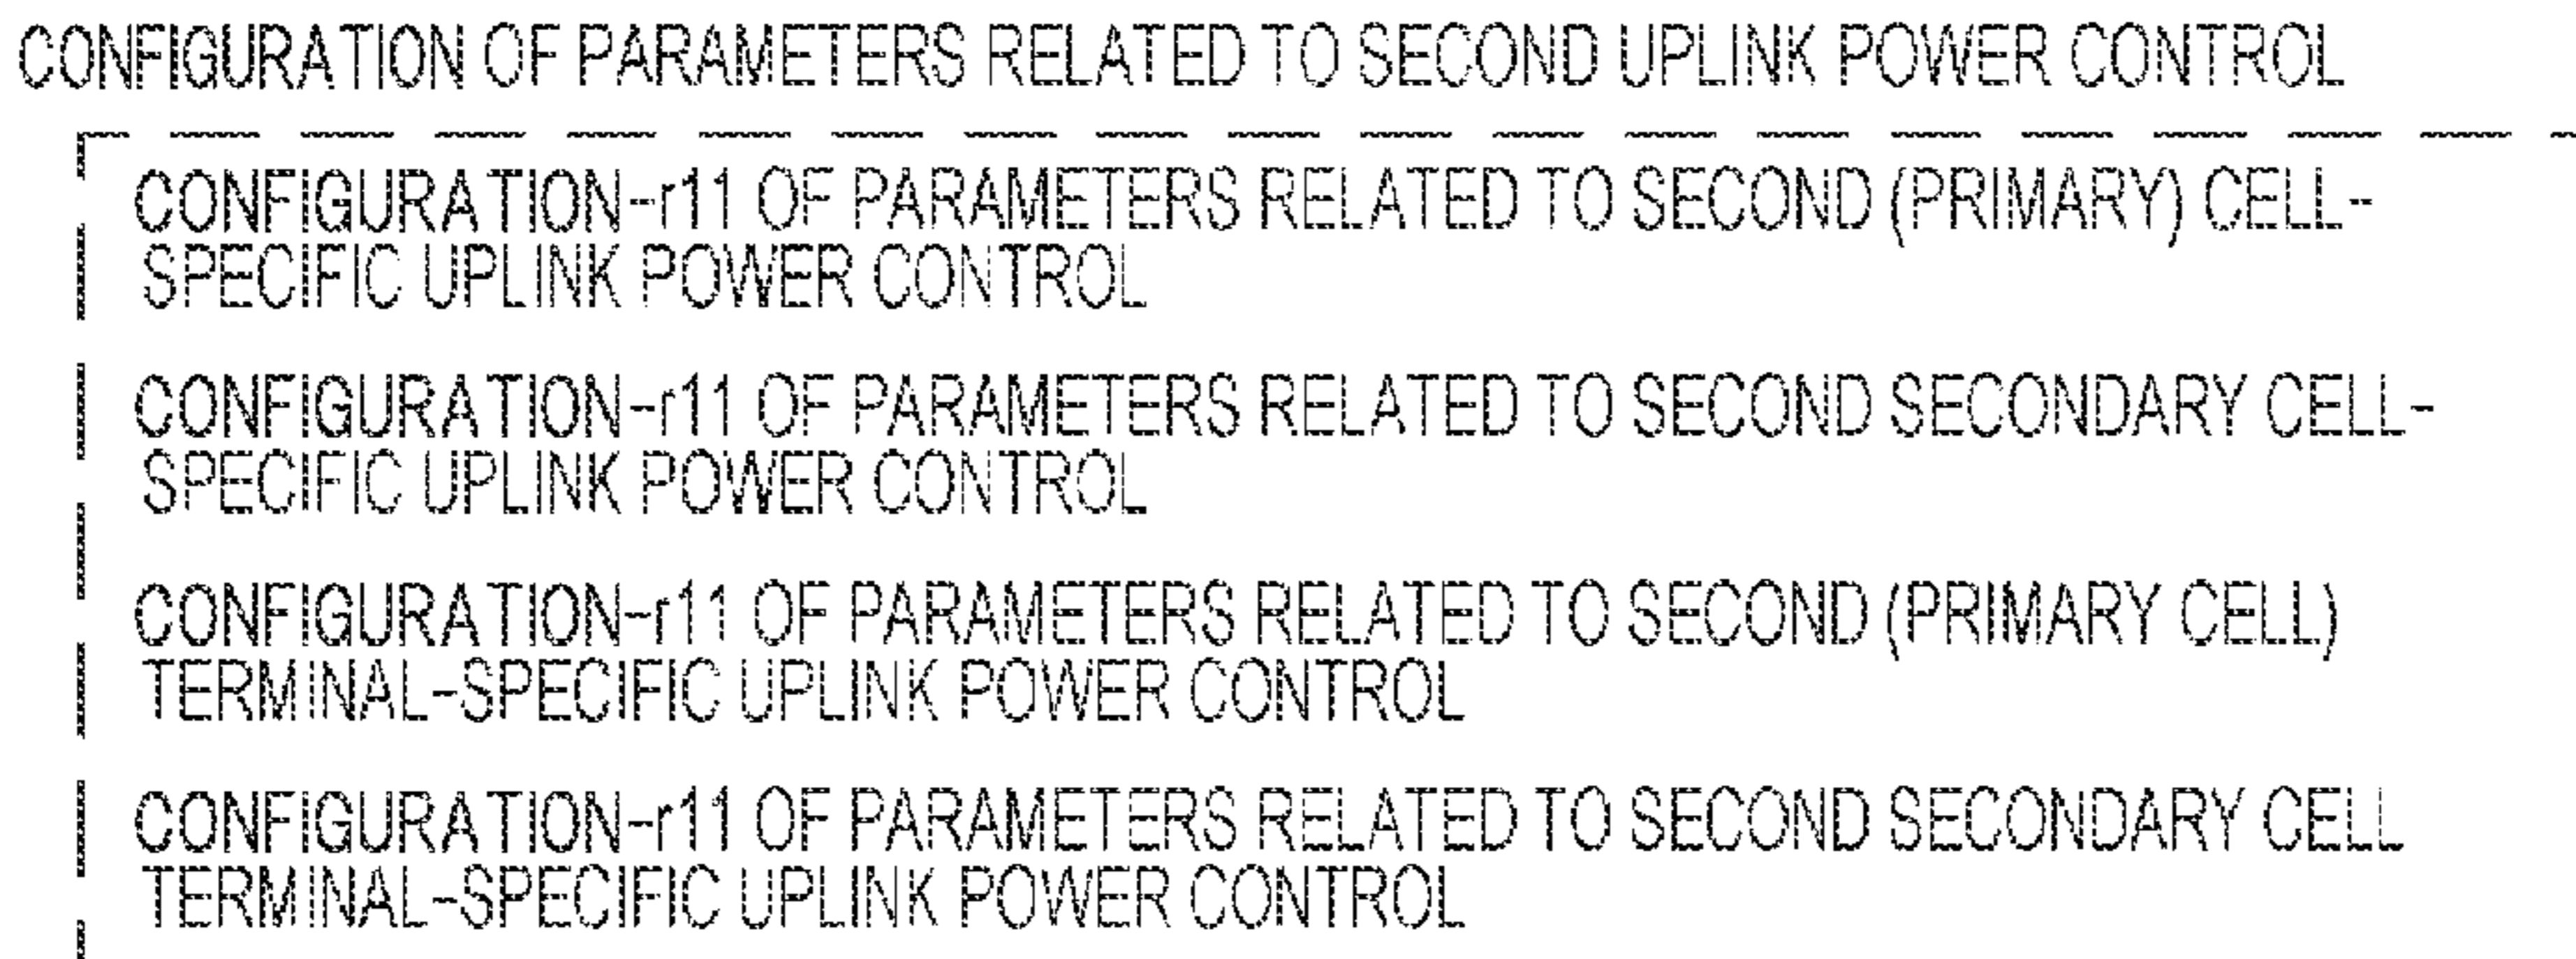 CONFIGURATION OF PARAMETERS RELATED TO SECOND UPLINK POWER CONTROL
CONFIGURATION-r11 OF PARAMETERS RELATED TO SECOND (PRIMARY) CELL-
SPECIFIC UPLINK POWER CONTROL
CONFIGURATION-r11 OF PARAMETERS RELATED TO SECOND SECONDARY CELL-
SPECIFIC UPLINK POWER CONTROL
CONFIGURATION-r11 OF PARAMETERS RELATED TO SECOND (PRIMARY CELL)
TERMINAL-SPECIFIC UPLINK POWER CONTROL
CONFIGURATION-r11 OF PARAMETERS RELATED TO SECOND SECONDARY CELL
TERMINAL-SPECIFIC UPLINK POWER CONTROL